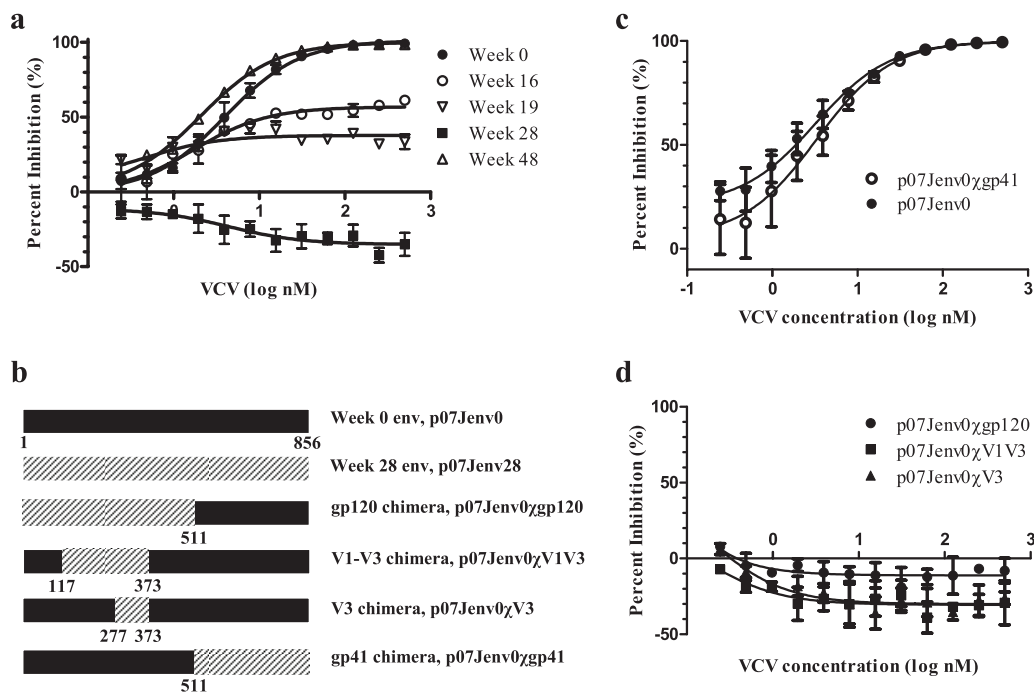 a
Percent Inhibition (%)
100
50
0
-50
0
1
2
3
VCV (log nM)
Week 0
Week 16
Week 19
Week 28
Week 48
c
Percent Inhibition (%)
100
50
0
-1
0
1
2
3
VCV concentration (log nM)
p07Jenv0χgp41
p07Jenv0
b
Week 0 env, p07Jenv0
1
856
Week 28 env, p07Jenv28
gp120 chimera, p07Jenv0χgp120
511
V1-V3 chimera, p07Jenv0χV1V3
117
373
V3 chimera, p07Jenv0χV3
277
373
gp41 chimera, p07Jenv0χgp41
511
d
Percent Inhibition (%)
100
50
0
-50
0
1
2
3
VCV concentration (log nM)
p07Jenv0χgp120
p07Jenv0χV1V3
p07Jenv0χV3